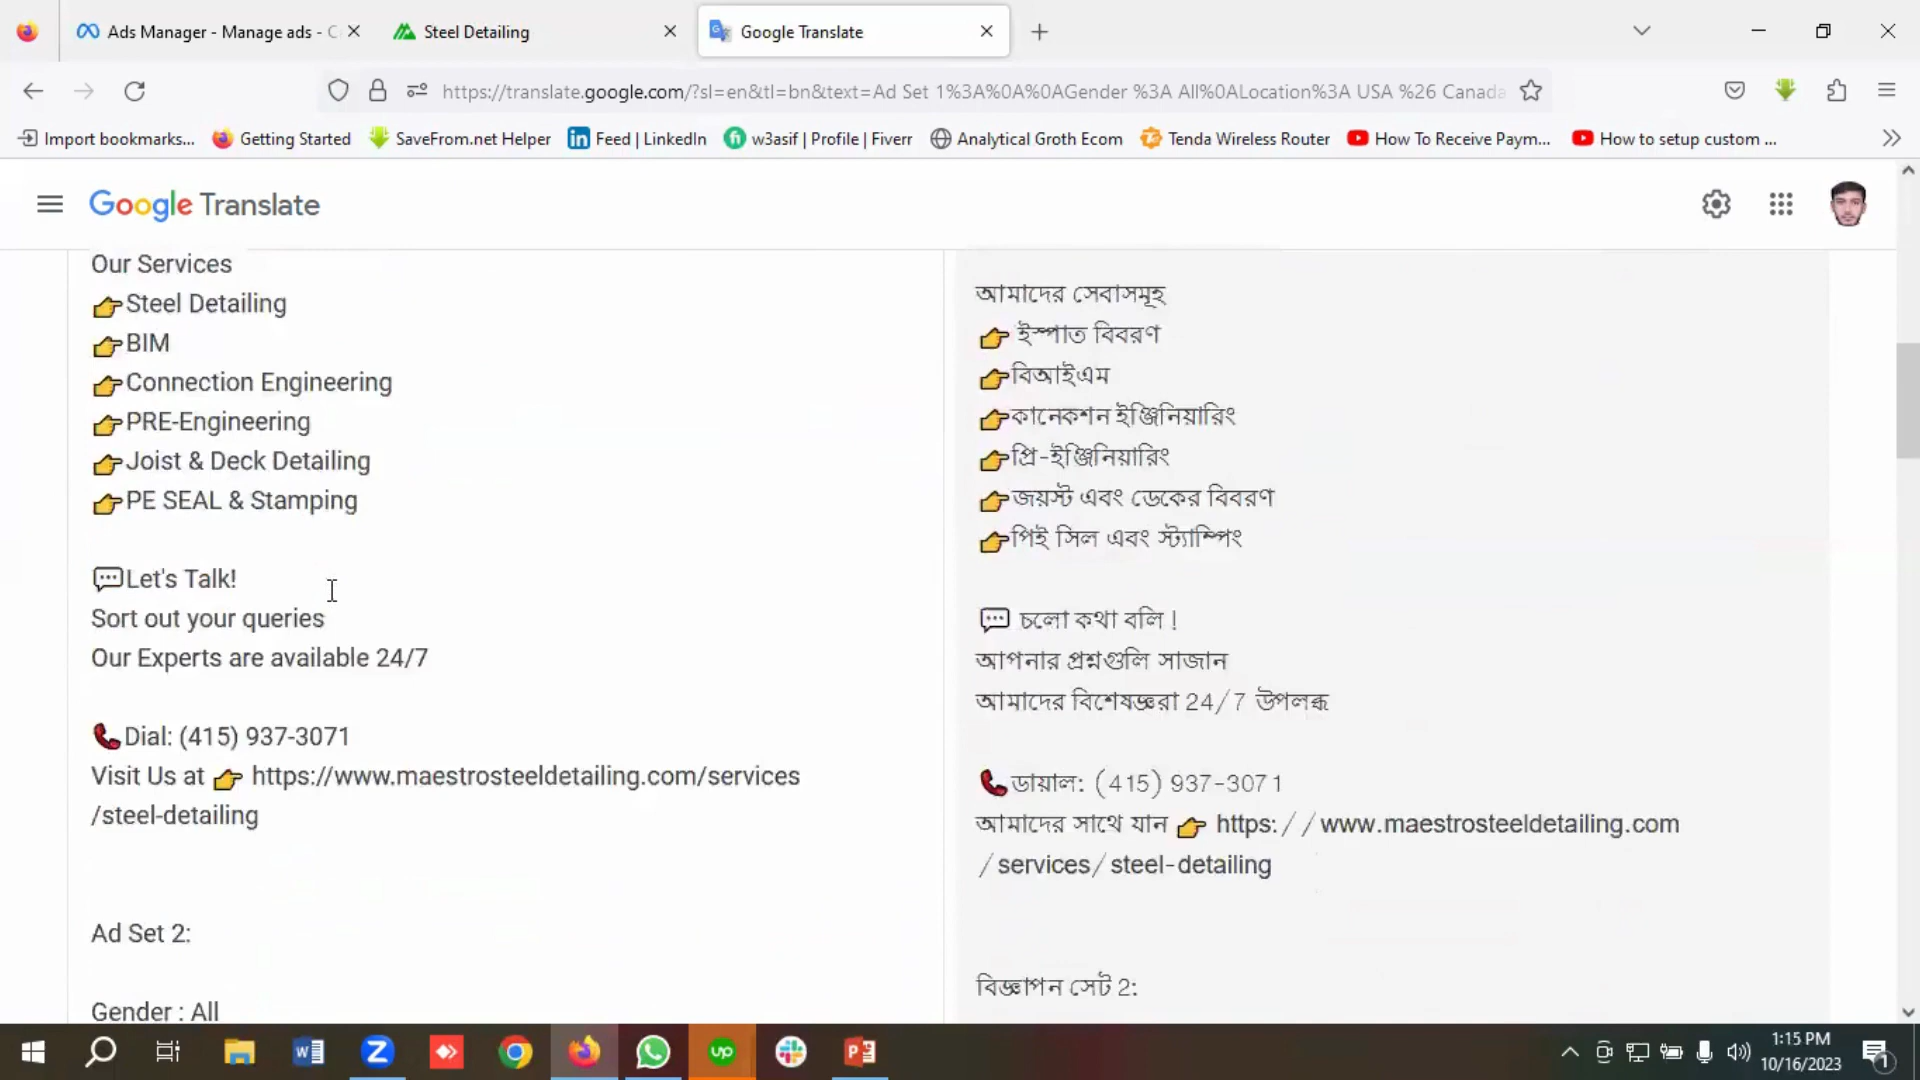 Ads Manager - Manage ads - C
Steel Detailing
Google Translate
https://translate.google.com/?sl=en&tl=bn&text=Ad Set 1%3A%0A%0AGender %3A All%0ALocation%3A USA %26 Canada
Import bookmarks...
Getting Started
SaveFrom.net Helper
Feed | LinkedIn
w3asif | Profile | Fiverr
Analytical Groth Ecom
Tenda Wireless Router
How To Receive Paym...
How to setup custom ...
Google Translate
Our Services
👉Steel Detailing
👉BIM
👉Connection Engineering
👉PRE-Engineering
👉Joist & Deck Detailing
👉PE SEAL & Stamping
💬Let's Talk!
Sort out your queries
Our Experts are available 24/7
📞Dial: (415) 937-3071
Visit Us at 👉 https://www.maestrosteeldetailing.com/services
/steel-detailing
Ad Set 2:
Gender : All
আমাদের সেবাসমূহ
👉 ইস্পাত বিবরণ
👉বিআইএম
👉কানেকশন ইঞ্জিনিয়ারিং
👉প্রি-ইঞ্জিনিয়ারিং
👉জয়স্ট এবং ডেকের বিবরণ
👉পিই সিল এবং স্ট্যাম্পিং
💬 চলো কথা বলি !
আপনার প্রশ্নগুলি সাজান
আমাদের বিশেষজ্ঞরা 24/7 উপলব্ধ
📞ডায়াল: (415) 937-3071
আমাদের সাথে যান 👉 https://www.maestrosteeldetailing.com
/services/steel-detailing
বিজ্ঞাপন সেট 2:
1:15 PM
10/16/2023
1